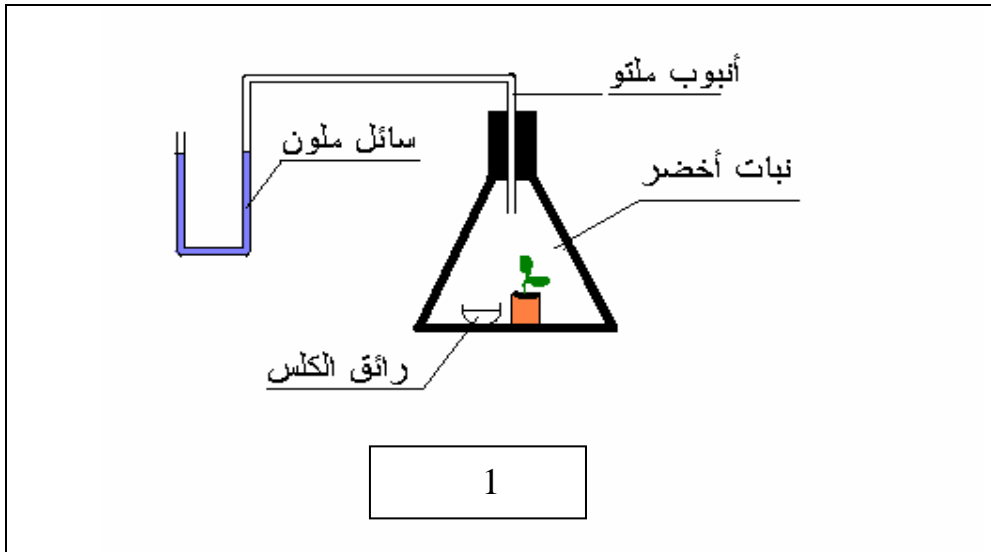 أنبوب ملتو
سائل ملون
نبات أخضر
رائق الكلس
1